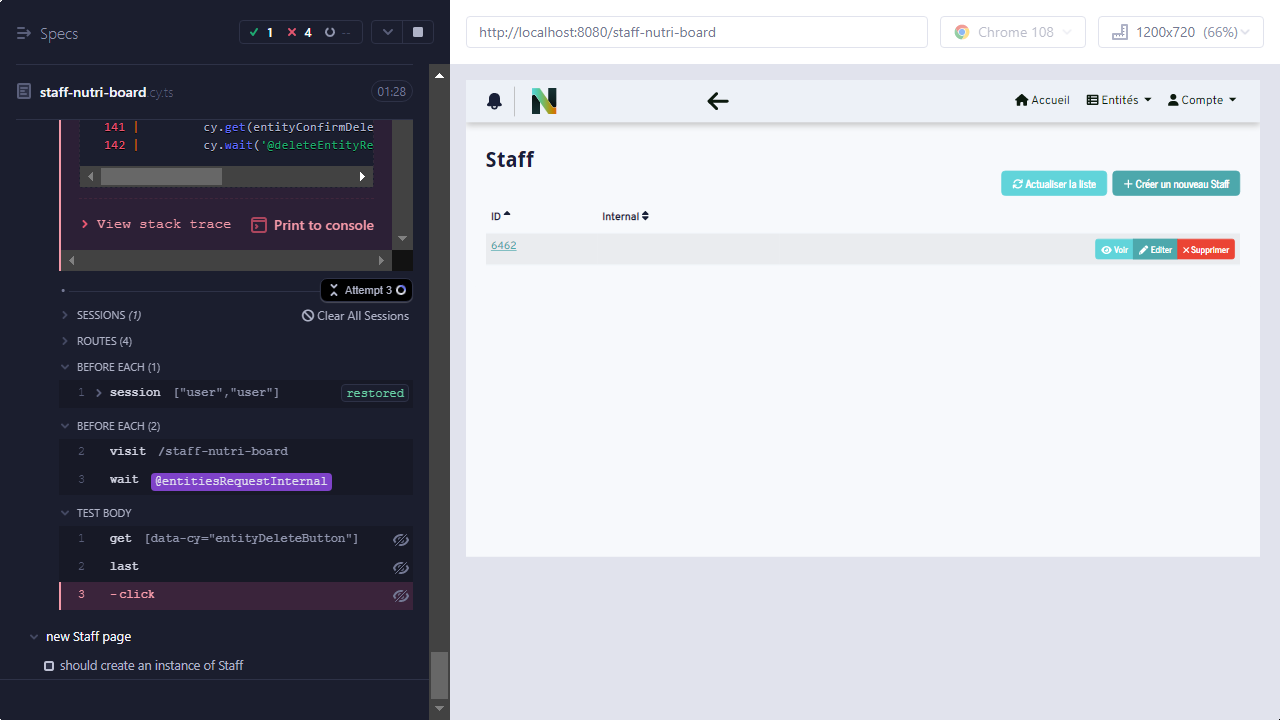 Specs
1
4
--
staff-nutri-board.cy.ts
01:28
141 | cy.get(entityConfirmDele
142 | cy.wait('@deleteEntityRe
View stack trace
Print to console
Attempt 3
SESSIONS (1)
Clear All Sessions
ROUTES (4)
BEFORE EACH (1)
1 session ["user","user"] restored
BEFORE EACH (2)
2 visit /staff-nutri-board
3 wait @entitiesRequestInternal
TEST BODY
1 get [data-cy="entityDeleteButton"]
2 last
3 -click
new Staff page
should create an instance of Staff
http://localhost:8080/staff-nutri-board
Chrome 108
1200x720 (66%)
Accueil
Entités
Compte
Staff
Actualiser la liste
Créer un nouveau Staff
ID
Internal
6462
Voir
Editer
Supprimer